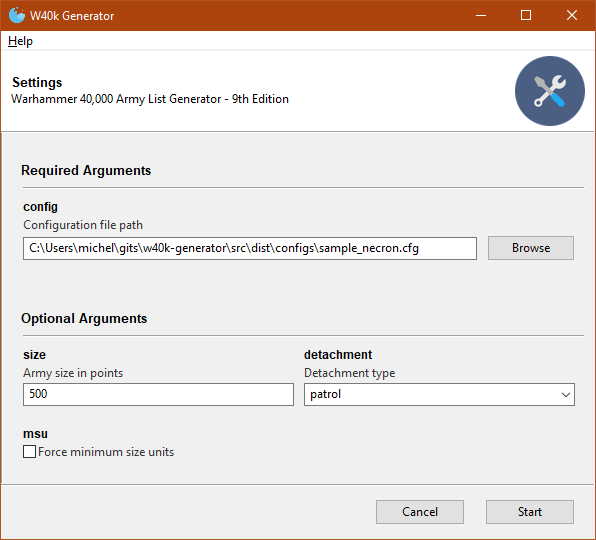 W40k Generator
Help
Settings
Warhammer 40,000 Army List Generator - 9th Edition
Required Arguments
config
Configuration file path
C:\Users\michel\gits\w40k-generator\src\dist\configs\sample_necron.cfg
Browse
Optional Arguments
size
detachment
Army size in points
Detachment type
500
patrol
msu
Force minimum size units
Cancel
Start